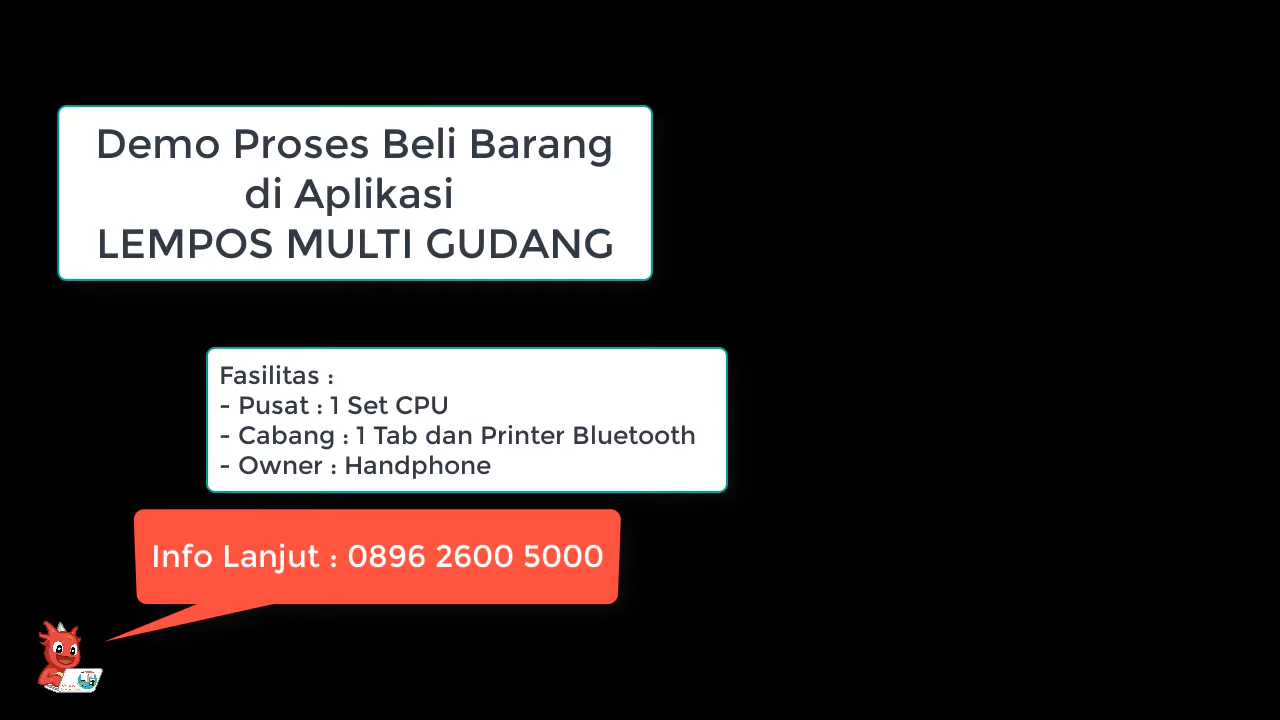 Demo Proses Beli Barang
di Aplikasi
LEMPOS MULTI GUDANG
Fasilitas :
- Pusat : 1 Set CPU
- Cabang : 1 Tab dan Printer Bluetooth
- Owner : Handphone
Info Lanjut : 0896 2600 5000